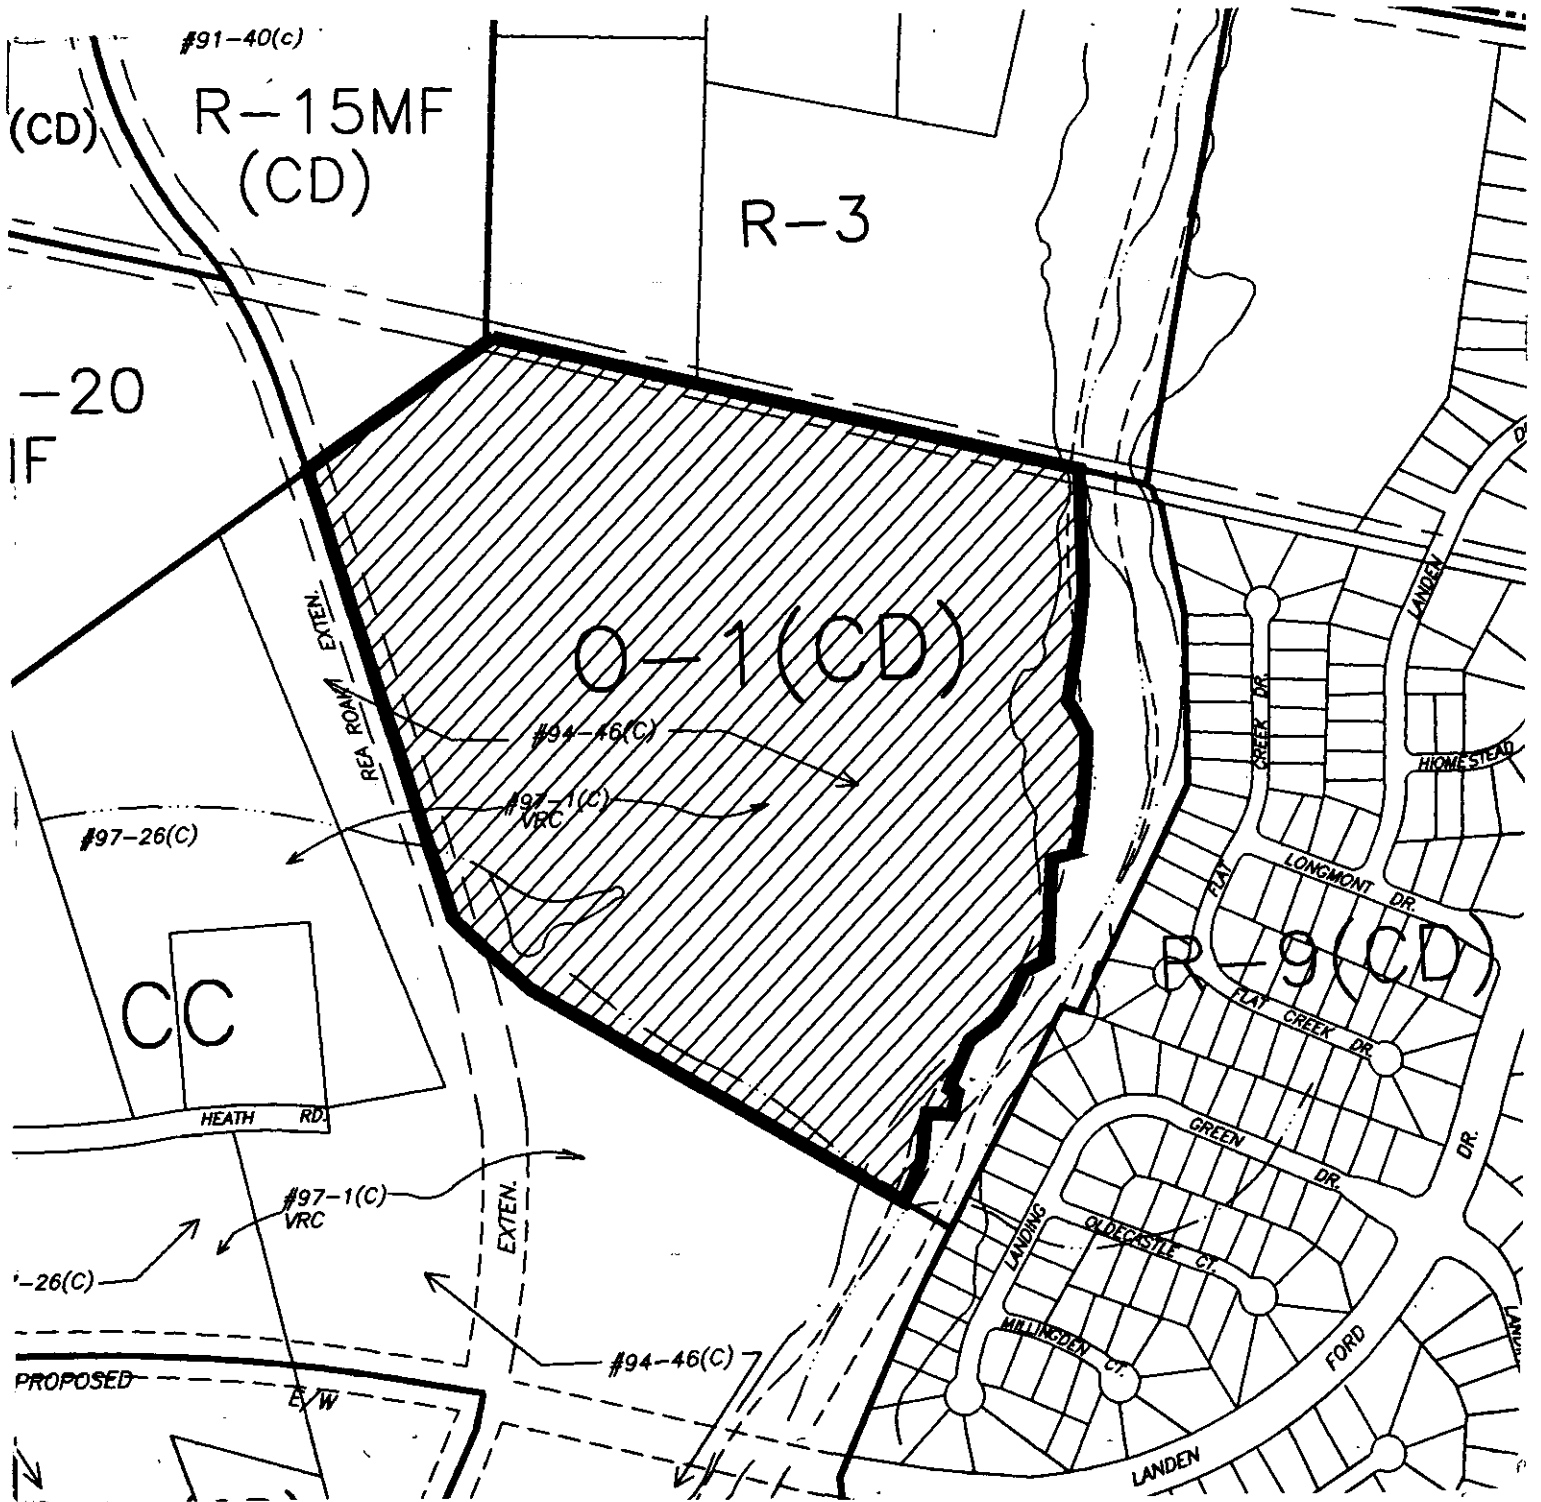 #91-40(c)
R-15MF
(CD)
(CD)
R-3
-20
EXTEN.
REA ROAD
O-1(CD)
#94-46(C)
#97-1(C)
VRC
#97-26(C)
CC
HEATH RD.
#97-1(C)
VRC
EXTEN.
-26(C)
#94-46(C)
PROPOSED
E/W
LANDEN
CREEK DR.
FLAT
HOMESTEAD
LONGMONT DR.
R-9(CD)
FLAT CREEK DR.
GREEN DR.
DR.
LANDING
OLDECASTLE CT.
MILLINGDEN CT.
FORD
LANDEN